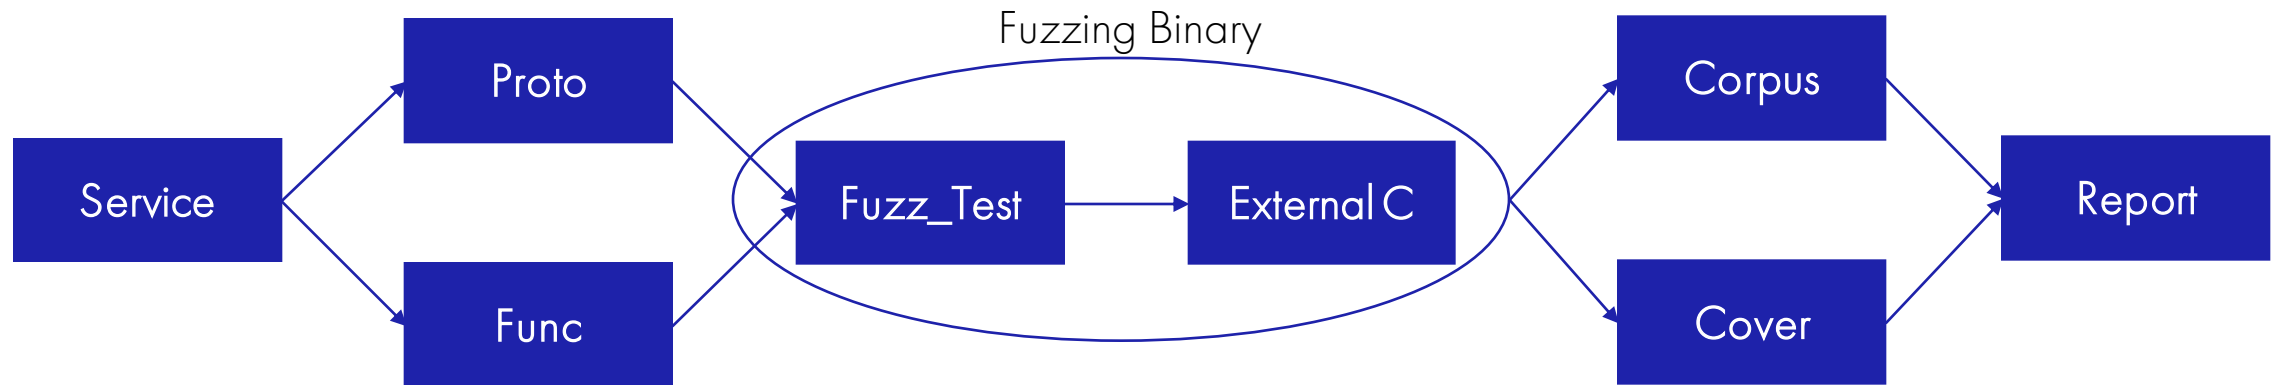 Fuzzing Binary
Service
Proto
Func
Fuzz_Test
External C
Corpus
Cover
Report